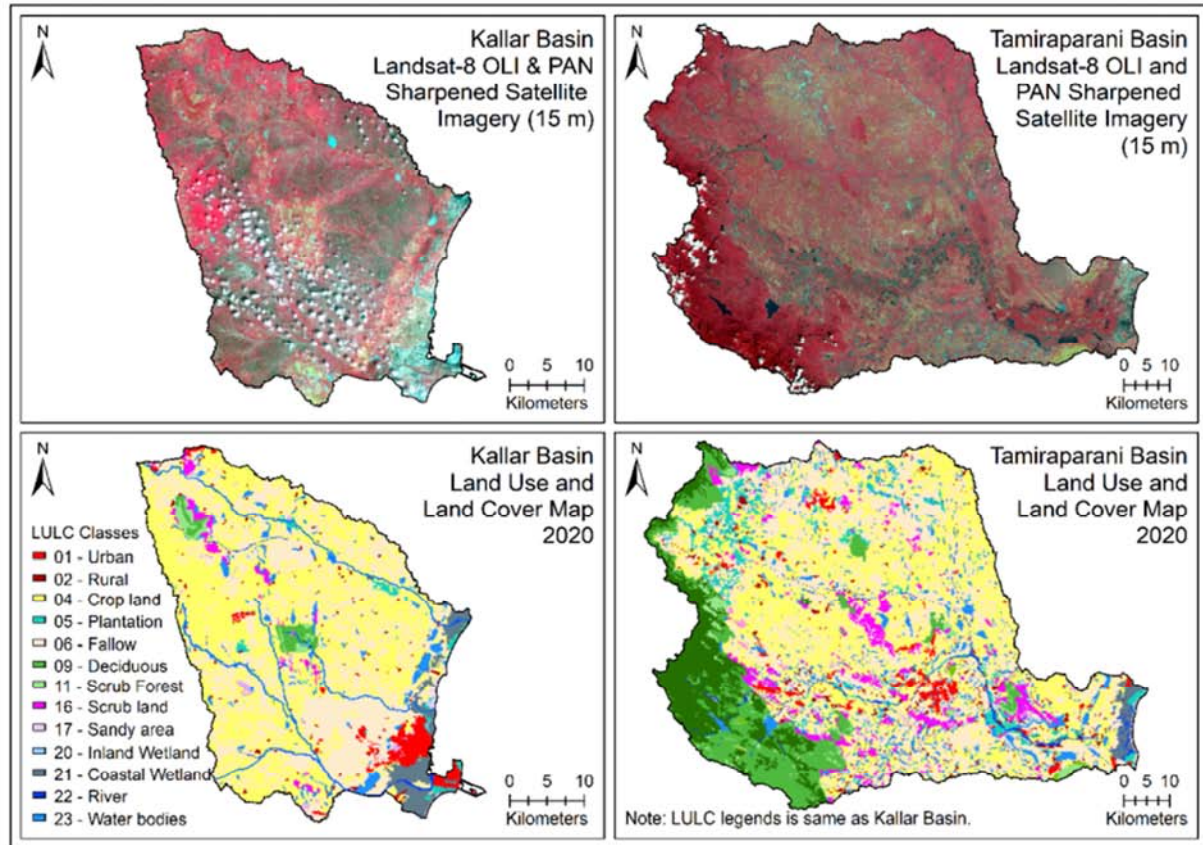 N
Kallar Basin
Landsat-8 OLI & PAN
Sharpened Satellite
Imagery (15 m)
0 10
Kilometers
N
Tamiraparani Basin
Landsat-8 OLI and
PAN Sharpened
Satellite Imagery
(15 m)
0 5 10
Kilometers
N
Kallar Basin
Land Use and
Land Cover Map
2020
LULC Classes
01 - Urban
02 - Rural
04 - Crop land
05 - Plantation
06 - Fallow
09 - Deciduous
11 - Scrub Forest
16 - Scrub land
17 - Sandy area
20 - Inland Wetland
21 - Coastal Wetland
22 - River
23 - Water bodies
0 10
Kilometers
N
Tamiraparani Basin
Land Use and
Land Cover Map
2020
0 5 10
Kilometers
Note: LULC legends is same as Kallar Basin.